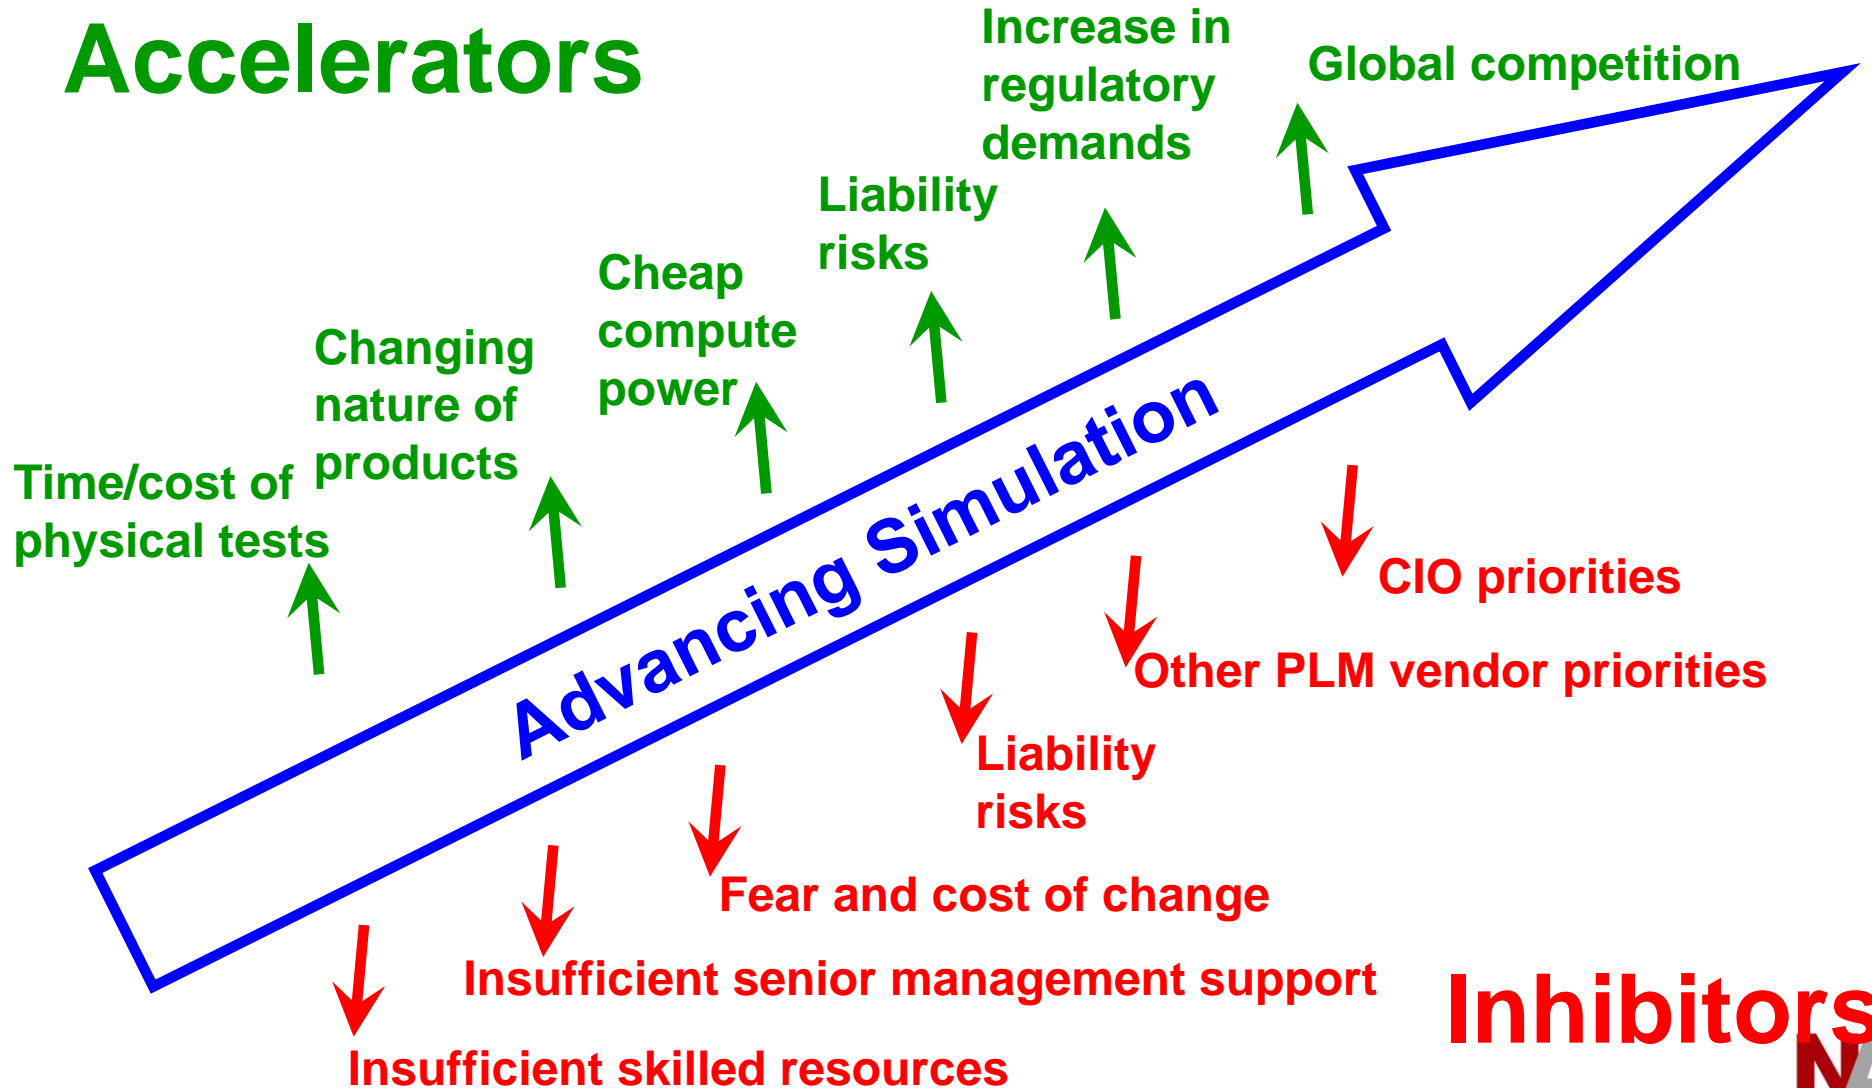 Accelerators
Increase in
regulatory
demands
Global competition
Liability
risks
Cheap
compute
power
Changing
nature of
products
Time/cost of
physical tests
Advancing Simulation
CIO priorities
Other PLM vendor priorities
Liability
risks
Fear and cost of change
Insufficient senior management support
Insufficient skilled resources
Inhibitors